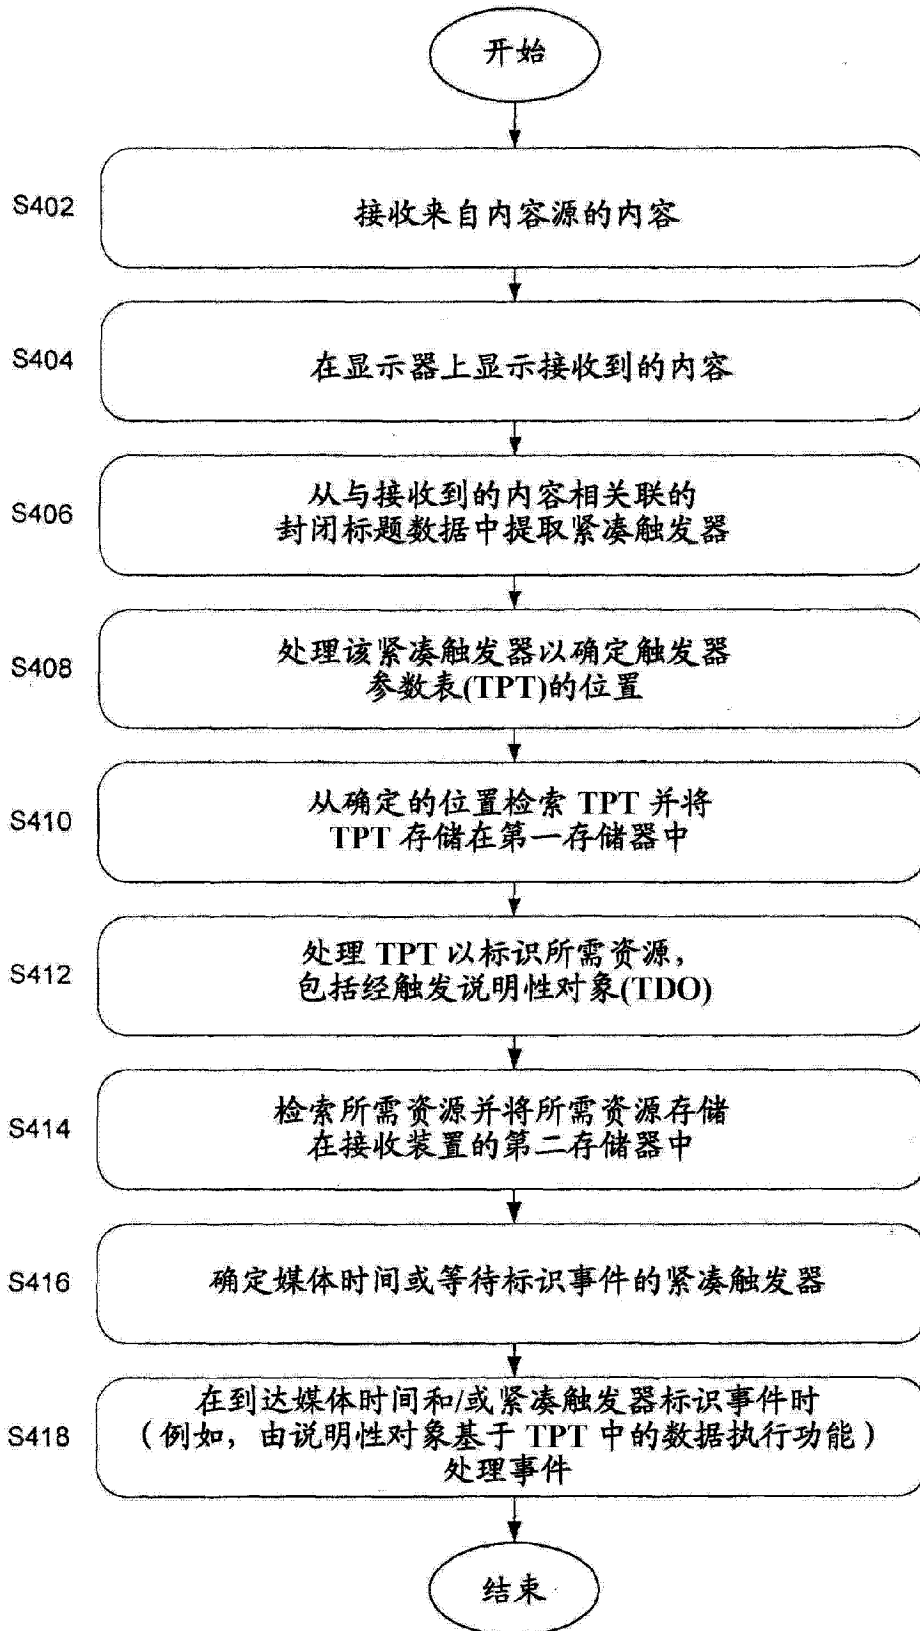 开始
S402
接收来自内容源的内容
S404
在显示器上显示接收到的内容
S406
从与接收到的内容相关联的
封闭标题数据中提取紧凑触发器
S408
处理该紧凑触发器以确定触发器
参数表(TPT)的位置
S410
从确定的位置检索 TPT 并将
TPT 存储在第一存储器中
S412
处理 TPT 以标识所需资源，
包括经触发说明性对象(TDO)
S414
检索所需资源并将所需资源存储
在接收装置的第二存储器中
S416
确定媒体时间或等待标识事件的紧凑触发器
S418
在到达媒体时间和/或紧凑触发器标识事件时
（例如，由说明性对象基于 TPT 中的数据执行功能）
处理事件
结束